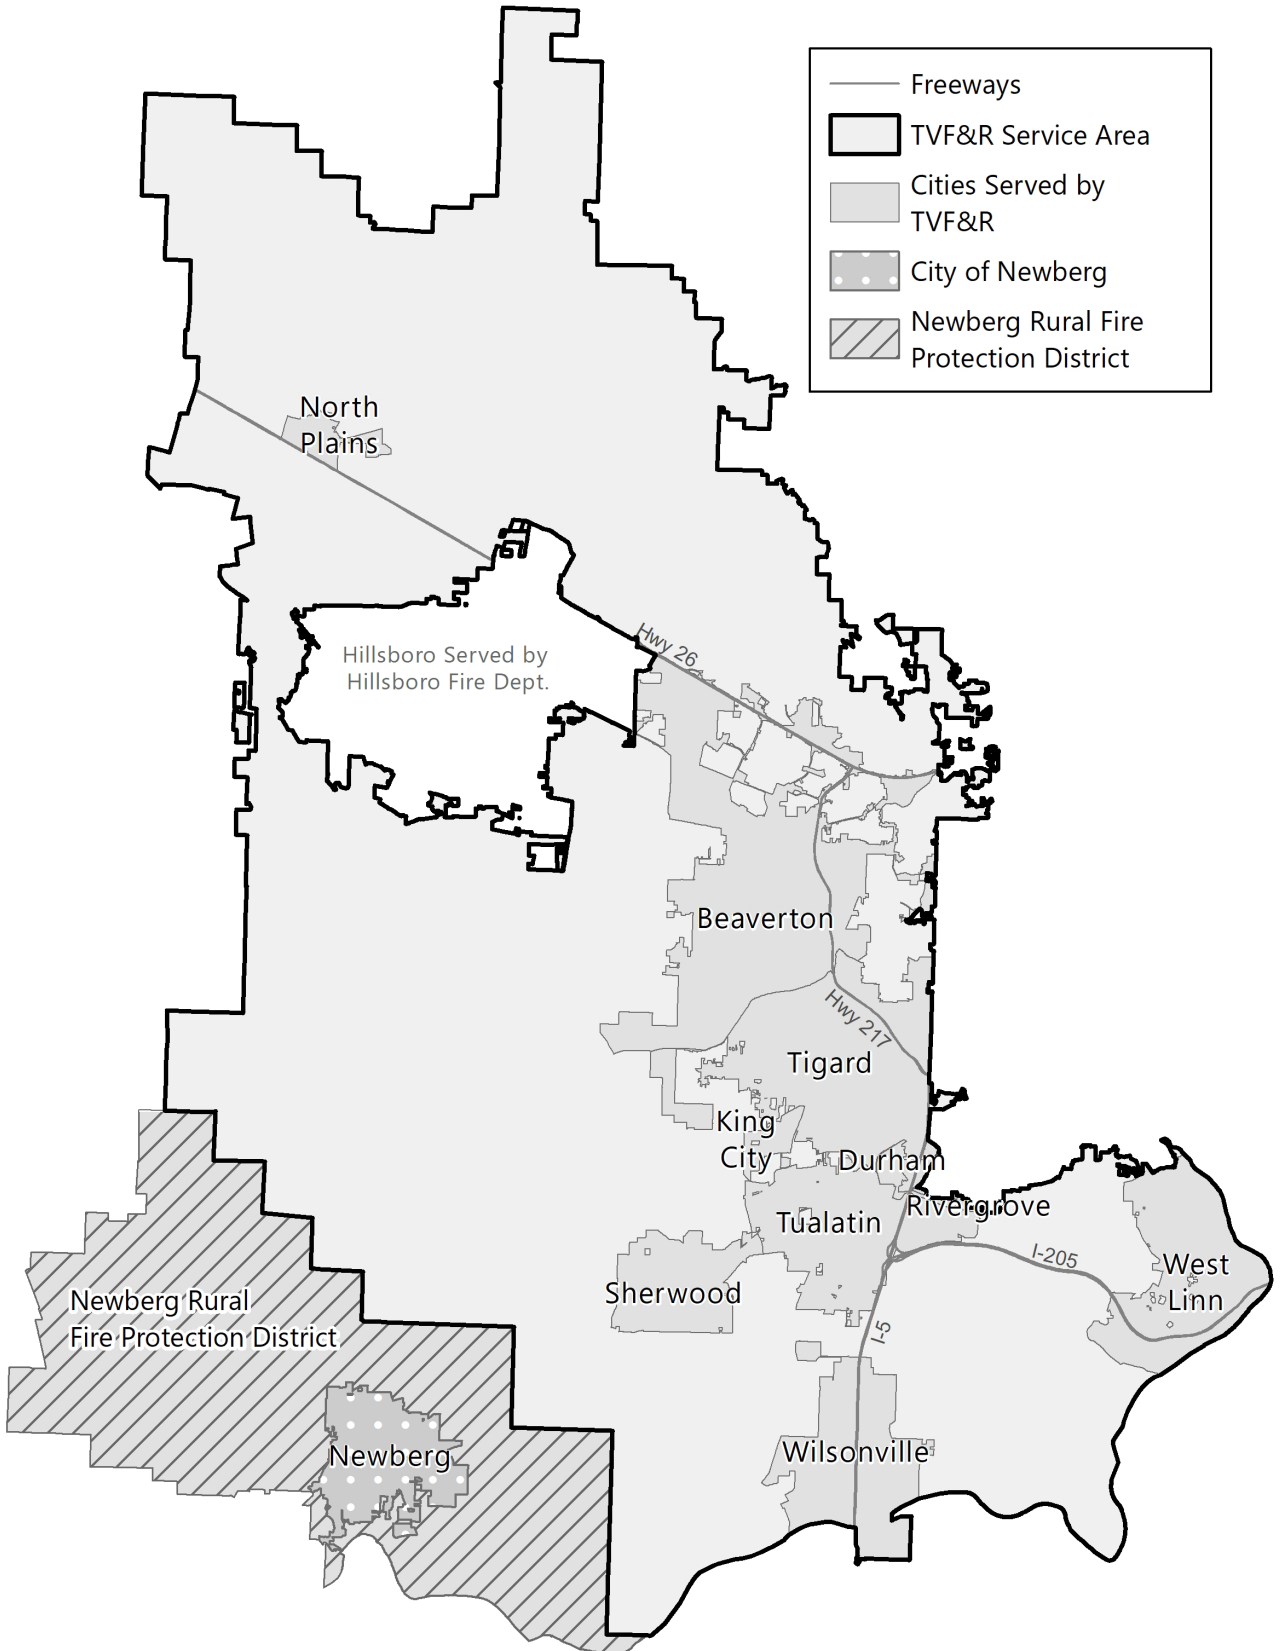 Freeways
TVF&R Service Area
Cities Served by
TVF&R
City of Newberg
Newberg Rural Fire
Protection District
North
Plains
Hwy 26
Hillsboro Served by
Hillsboro Fire Dept.
Beaverton
Hwy 217
Tigard
King
City
Durham
Rivergrove
Tualatin
I-205
West
Linn
Sherwood
Newberg Rural
Fire Protection District
I-5
Wilsonville
Newberg